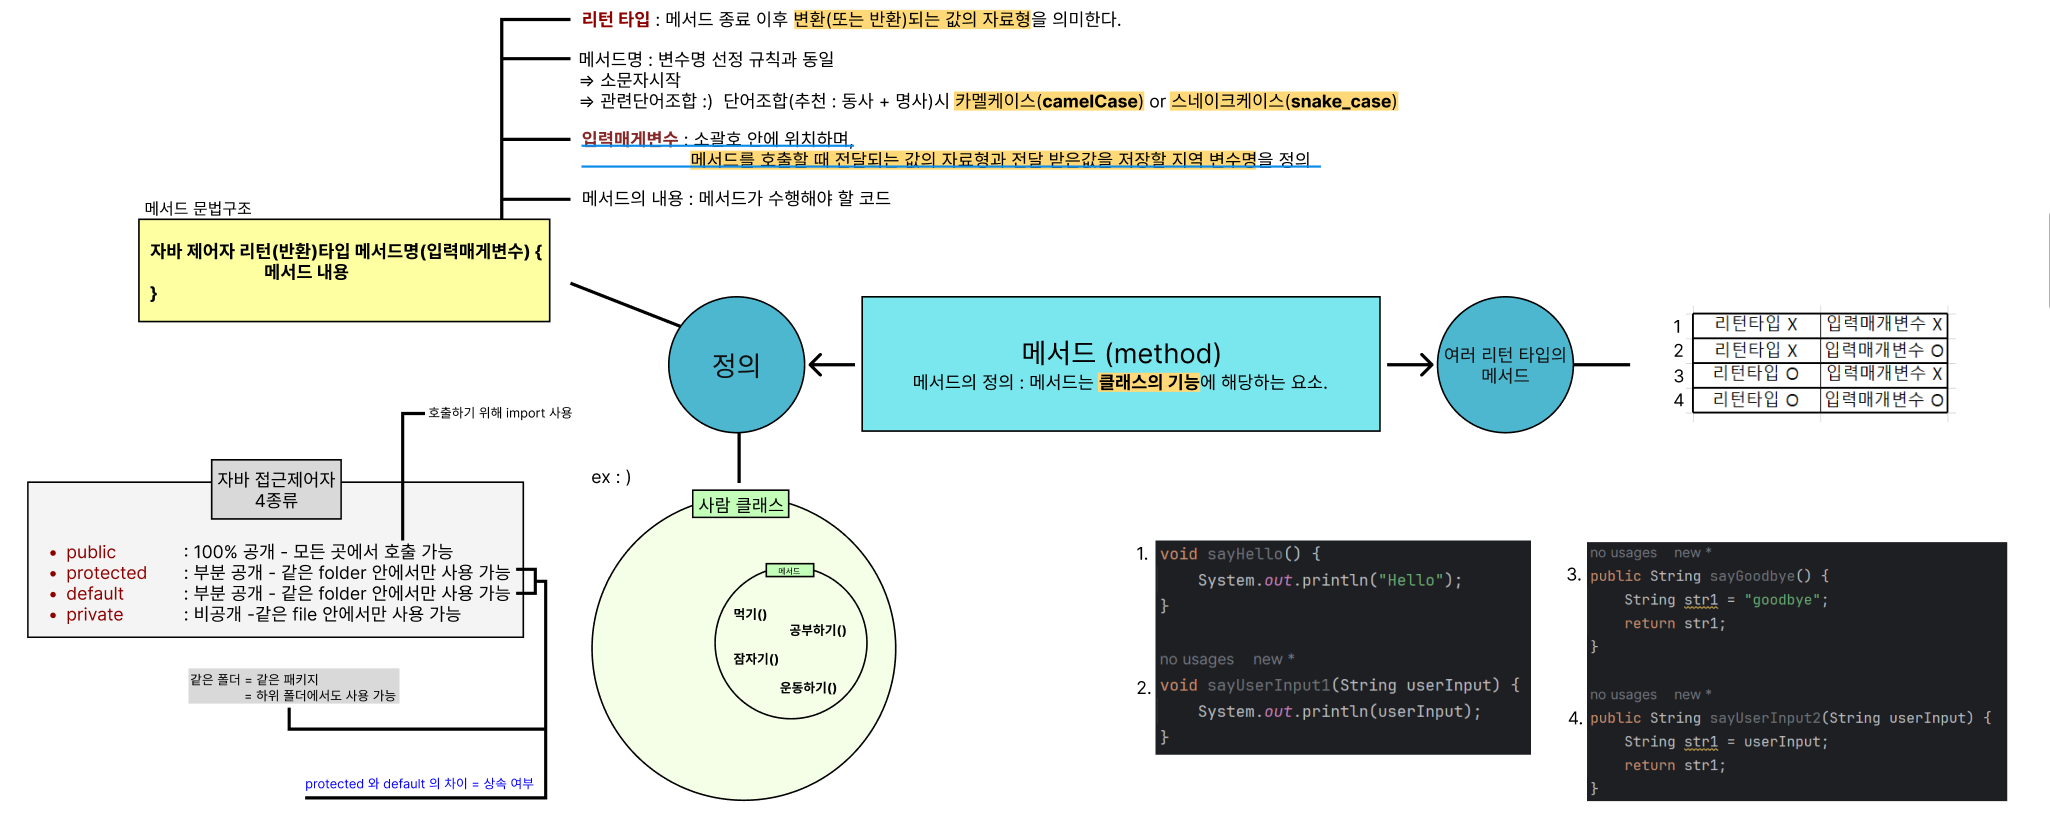 리턴 타입 : 메서드 종료 이후 변환(또는 반환)되는 값의 자료형을 의미한다.
메서드명 : 변수명 선정 규칙과 동일
⇒ 소문자시작
⇒ 관련단어조합 :) 단어조합(추천 : 동사 + 명사)시 카멜케이스(camelCase) or 스네이크케이스(snake_case)
입력매게변수 : 소괄호 안에 위치하며,
메서드를 호출할 때 전달되는 값의 자료형과 전달 받은값을 저장할 지역 변수명을 정의
메서드의 내용 : 메서드가 수행해야 할 코드
메서드 문법구조
자바 제어자 리턴(반환)타입 메서드명(입력매게변수) {
메서드 내용
}
정의
메서드 (method)
메서드의 정의 : 메서드는 클래스의 기능에 해당하는 요소.
여러 리턴 타입의
메서드
1 리턴타입 X 입력매개변수 X
2 리턴타입 X 입력매개변수 O
3 리턴타입 O 입력매개변수 X
4 리턴타입 O 입력매개변수 O
호출하기 위해 import 사용
자바 접근제어자
4종류
• public : 100% 공개 - 모든 곳에서 호출 가능
• protected : 부분 공개 - 같은 folder 안에서만 사용 가능
• default : 부분 공개 - 같은 folder 안에서만 사용 가능
• private : 비공개 -같은 file 안에서만 사용 가능
같은 폴더 = 같은 패키지
= 하위 폴더에서도 사용 가능
protected 와 default 의 차이 = 상속 여부
ex : )
사람 클래스
메서드
먹기()
공부하기()
잠자기()
운동하기()
1. void sayHello() {
System.out.println("Hello");
}
no usages new *
2. void sayUserInput1(String userInput) {
System.out.println(userInput);
}
no usages new *
3. public String sayGoodbye() {
String str1 = "goodbye";
return str1;
}
no usages new *
4. public String sayUserInput2(String userInput) {
String str1 = userInput;
return str1;
}